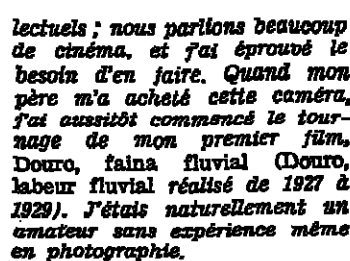 lectuels ; nous parlions beaucoup
de cinéma, et j'ai éprouvé le
besoin d'en faire. Quand mon
père m'a acheté cette caméra,
j'ai aussitôt commencé le tour-
nage de mon premier film,
Douro, faina fluvial (Douro,
labeur fluvial réalisé de 1927 à
1929). J'étais naturellement un
amateur sans expérience même
en photographie.